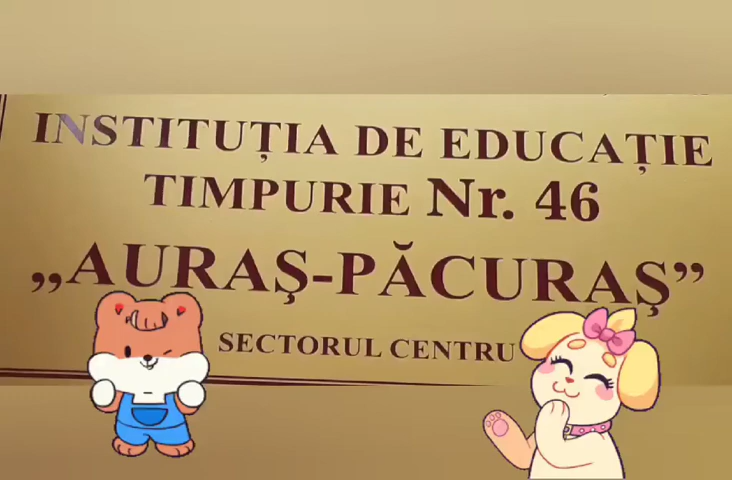 INSTITUȚIA DE EDUCAȚIE
TIMPURIE Nr. 46
„AURAȘ-PĂCURAȘ”
SECTORUL CENTRU